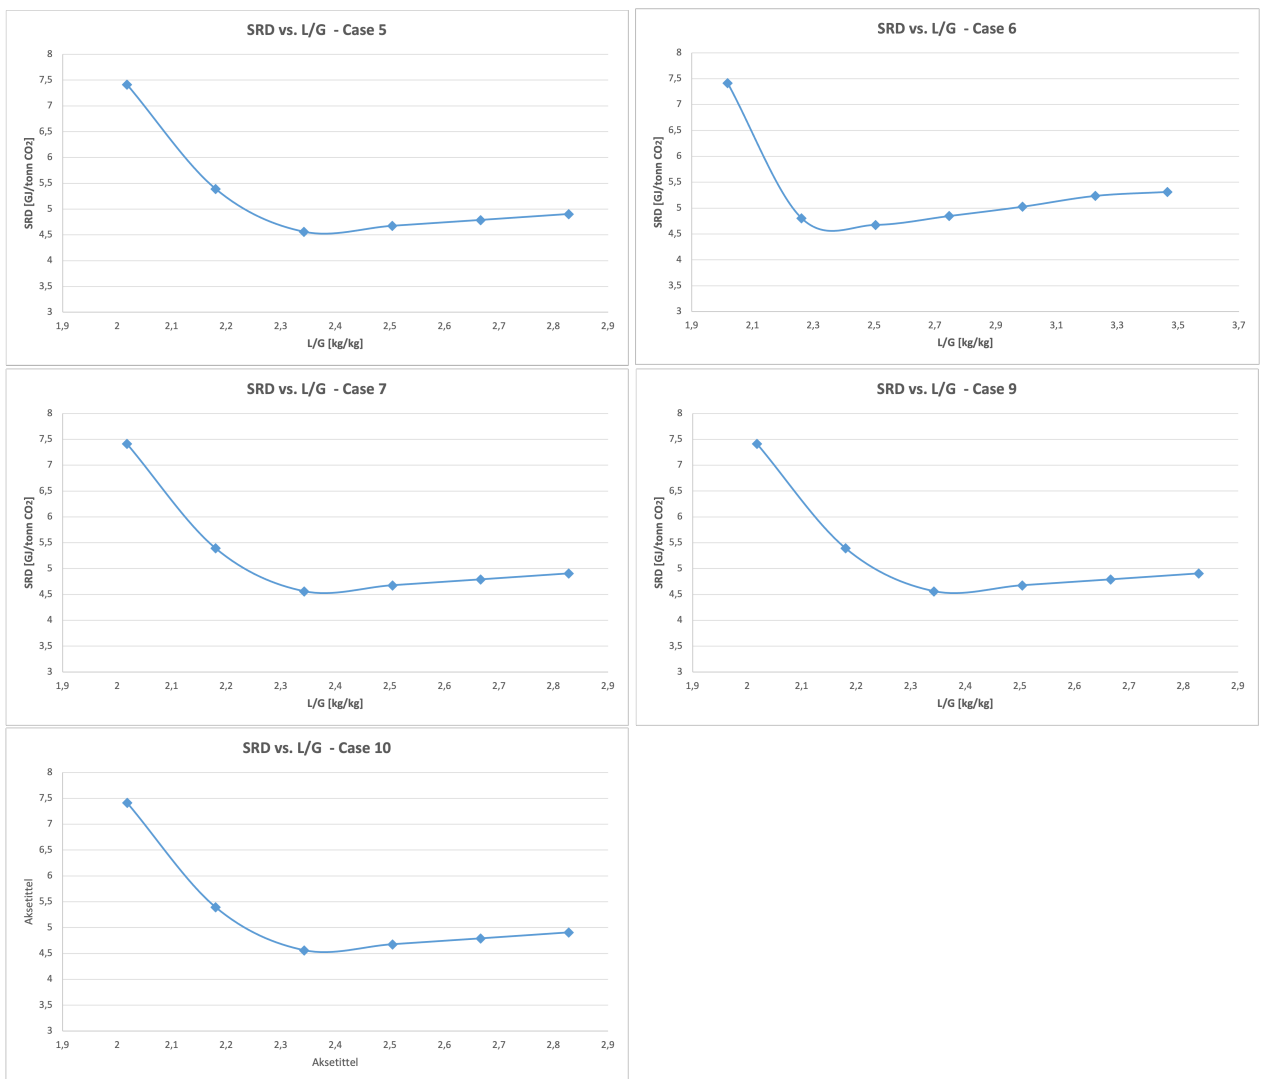 SRD vs. L/G - Case 5
SRD [GJ/tonn CO2]
8
7,5
7
6,5
6
5,5
5
4,5
4
3,5
3
1,9 2 2,1 2,2 2,3 2,4 2,5 2,6 2,7 2,8 2,9
L/G [kg/kg]
SRD vs. L/G - Case 6
SRD [GJ/tonn CO2]
8
7,5
7
6,5
6
5,5
5
4,5
4
3,5
3
1,9 2,1 2,3 2,5 2,7 2,9 3,1 3,3 3,5 3,7
L/G [kg/kg]
SRD vs. L/G - Case 7
SRD [GJ/tonn CO2]
8
7,5
7
6,5
6
5,5
5
4,5
4
3,5
3
1,9 2 2,1 2,2 2,3 2,4 2,5 2,6 2,7 2,8 2,9
L/G [kg/kg]
SRD vs. L/G - Case 9
SRD [GJ/tonn CO2]
8
7,5
7
6,5
6
5,5
5
4,5
4
3,5
3
1,9 2 2,1 2,2 2,3 2,4 2,5 2,6 2,7 2,8 2,9
L/G [kg/kg]
SRD vs. L/G - Case 10
Aksetittel
8
7,5
7
6,5
6
5,5
5
4,5
4
3,5
3
1,9 2 2,1 2,2 2,3 2,4 2,5 2,6 2,7 2,8 2,9
Aksetittel